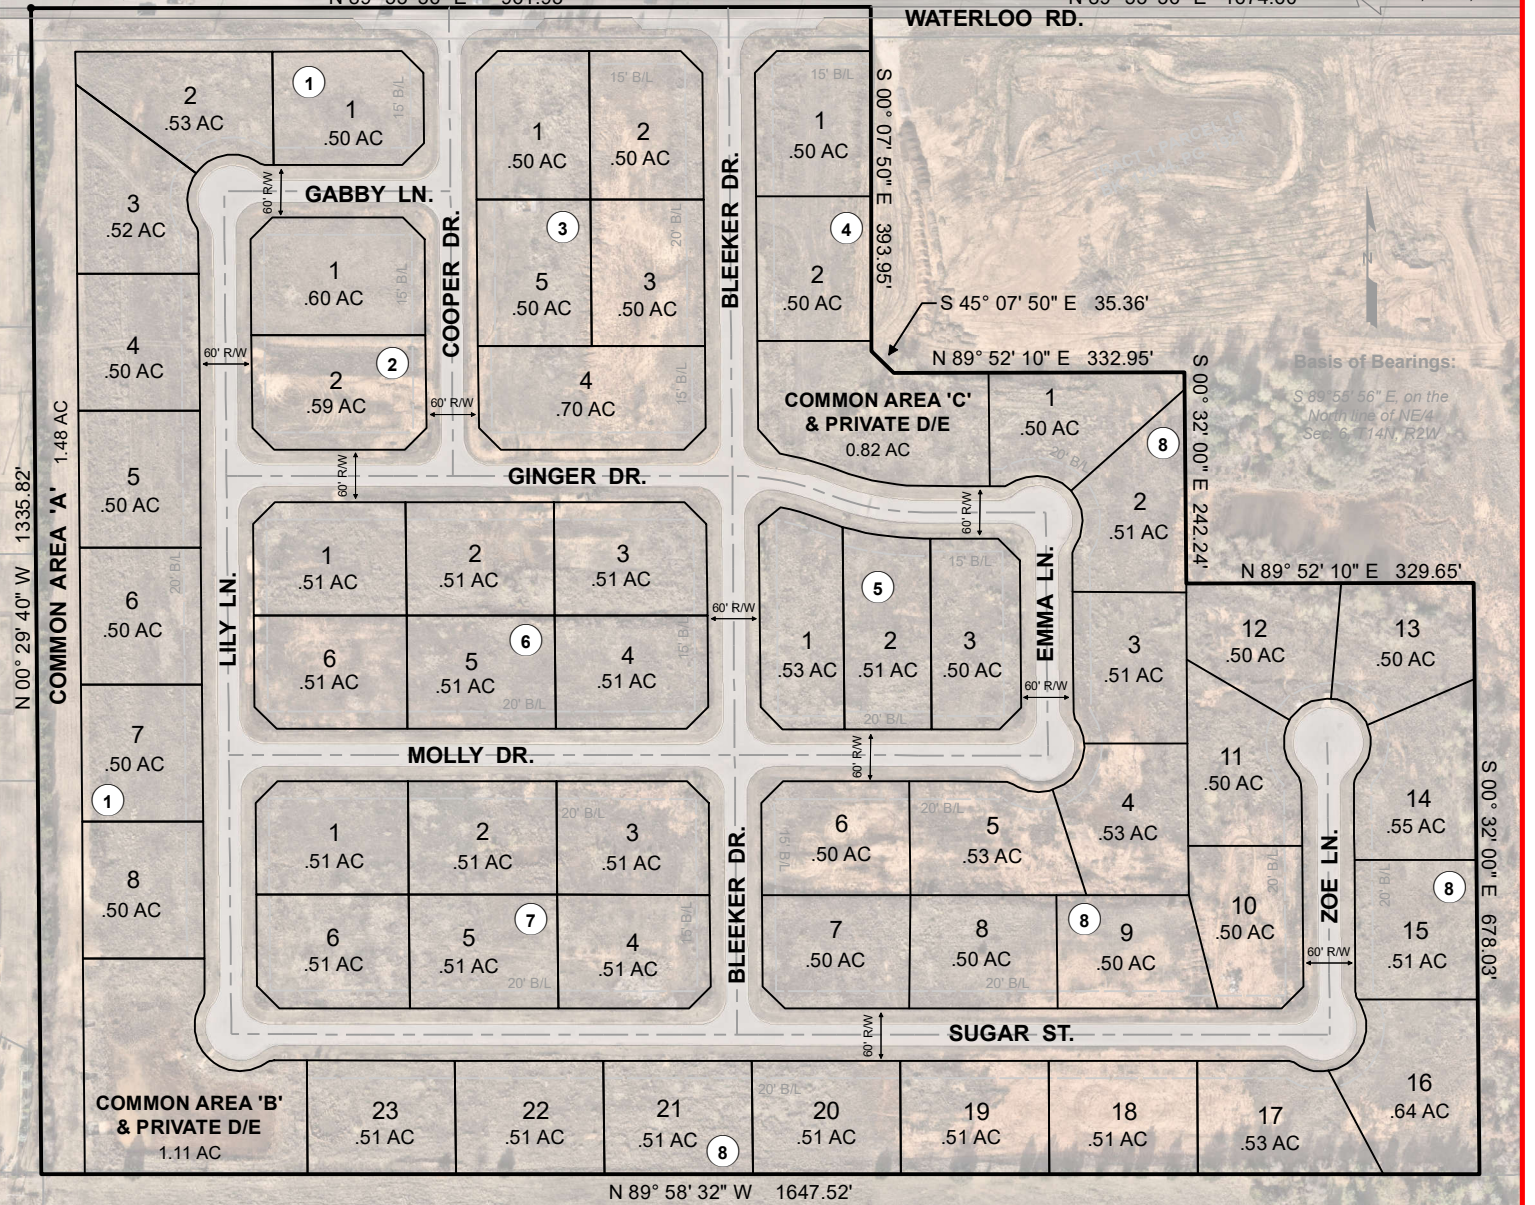 WATERLOO RD.
2
.53 AC
1
1
.50 AC
15' B/L
3
.52 AC
60' R/W
GABBY LN.
1
.60 AC
15' B/L
2
2
.59 AC
60' R/W
4
.50 AC
5
.50 AC
6
.50 AC
20' B/L
7
.50 AC
1
8
.50 AC
COMMON AREA 'A' 1.48 AC
N 00° 29' 40" W 1335.82'
LILY LN.
COOPER DR.
60' R/W
60' R/W
1
.50 AC
2
.50 AC
15' B/L
3
5
.50 AC
3
.50 AC
20' B/L
4
.70 AC
15' B/L
BLEEKER DR.
1
.50 AC
15' B/L
4
2
.50 AC
S 00° 07' 50" E 393.95'
S 45° 07' 50" E 35.36'
N 89° 52' 10" E 332.95'
COMMON AREA 'C'
& PRIVATE D/E
0.82 AC
1
.50 AC
20' B/L
8
2
.51 AC
S 00° 32' 00" E 242.24'
Basis of Bearings:
S 89°55' 56" E, on the
North line of NE/4
Sec. 6, T14N, R2W
N
GINGER DR.
60' R/W
1
.51 AC
2
.51 AC
3
.51 AC
6
.51 AC
5
.51 AC
6
4
.51 AC
15' B/L
20' B/L
60' R/W
1
.53 AC
5
2
.51 AC
3
.50 AC
15' B/L
20' B/L
EMMA LN.
60' R/W
3
.51 AC
4
.53 AC
N 89° 52' 10" E 329.65'
12
.50 AC
13
.50 AC
11
.50 AC
14
.55 AC
10
.50 AC
20' B/L
ZOE LN.
20' B/L
8
15
.51 AC
60' R/W
S 00° 32' 00" E 678.03'
MOLLY DR.
60' R/W
1
.51 AC
2
.51 AC
20' B/L
3
.51 AC
6
.51 AC
5
.51 AC
7
4
.51 AC
15' B/L
20' B/L
BLEEKER DR.
15' B/L
6
.50 AC
20' B/L
5
.53 AC
7
.50 AC
8
.50 AC
20' B/L
8
9
.50 AC
SUGAR ST.
60' R/W
COMMON AREA 'B'
& PRIVATE D/E
1.11 AC
23
.51 AC
22
.51 AC
21
.51 AC
8
20' B/L
20
.51 AC
19
.51 AC
18
.51 AC
17
.53 AC
16
.64 AC
N 89° 58' 32" W 1647.52'